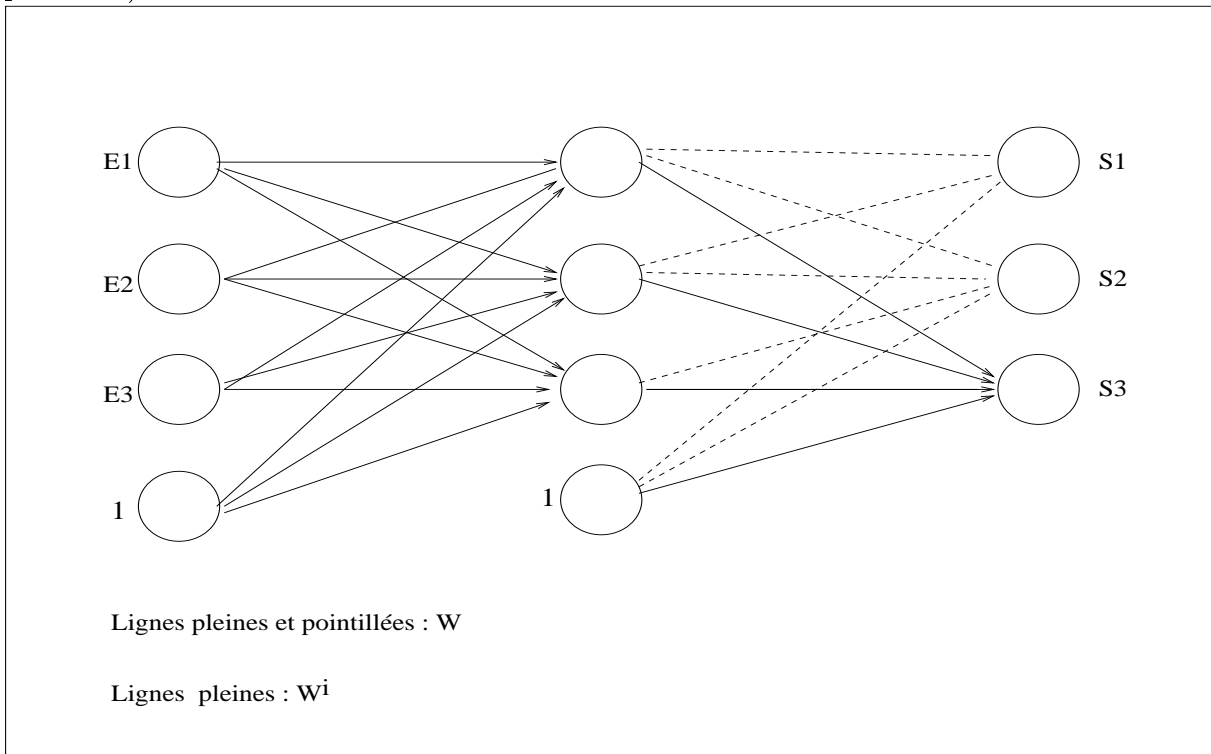 E1
S1
E2
S2
E3
S3
1
1
Lignes pleines et pointillées : W
Lignes pleines : Wi